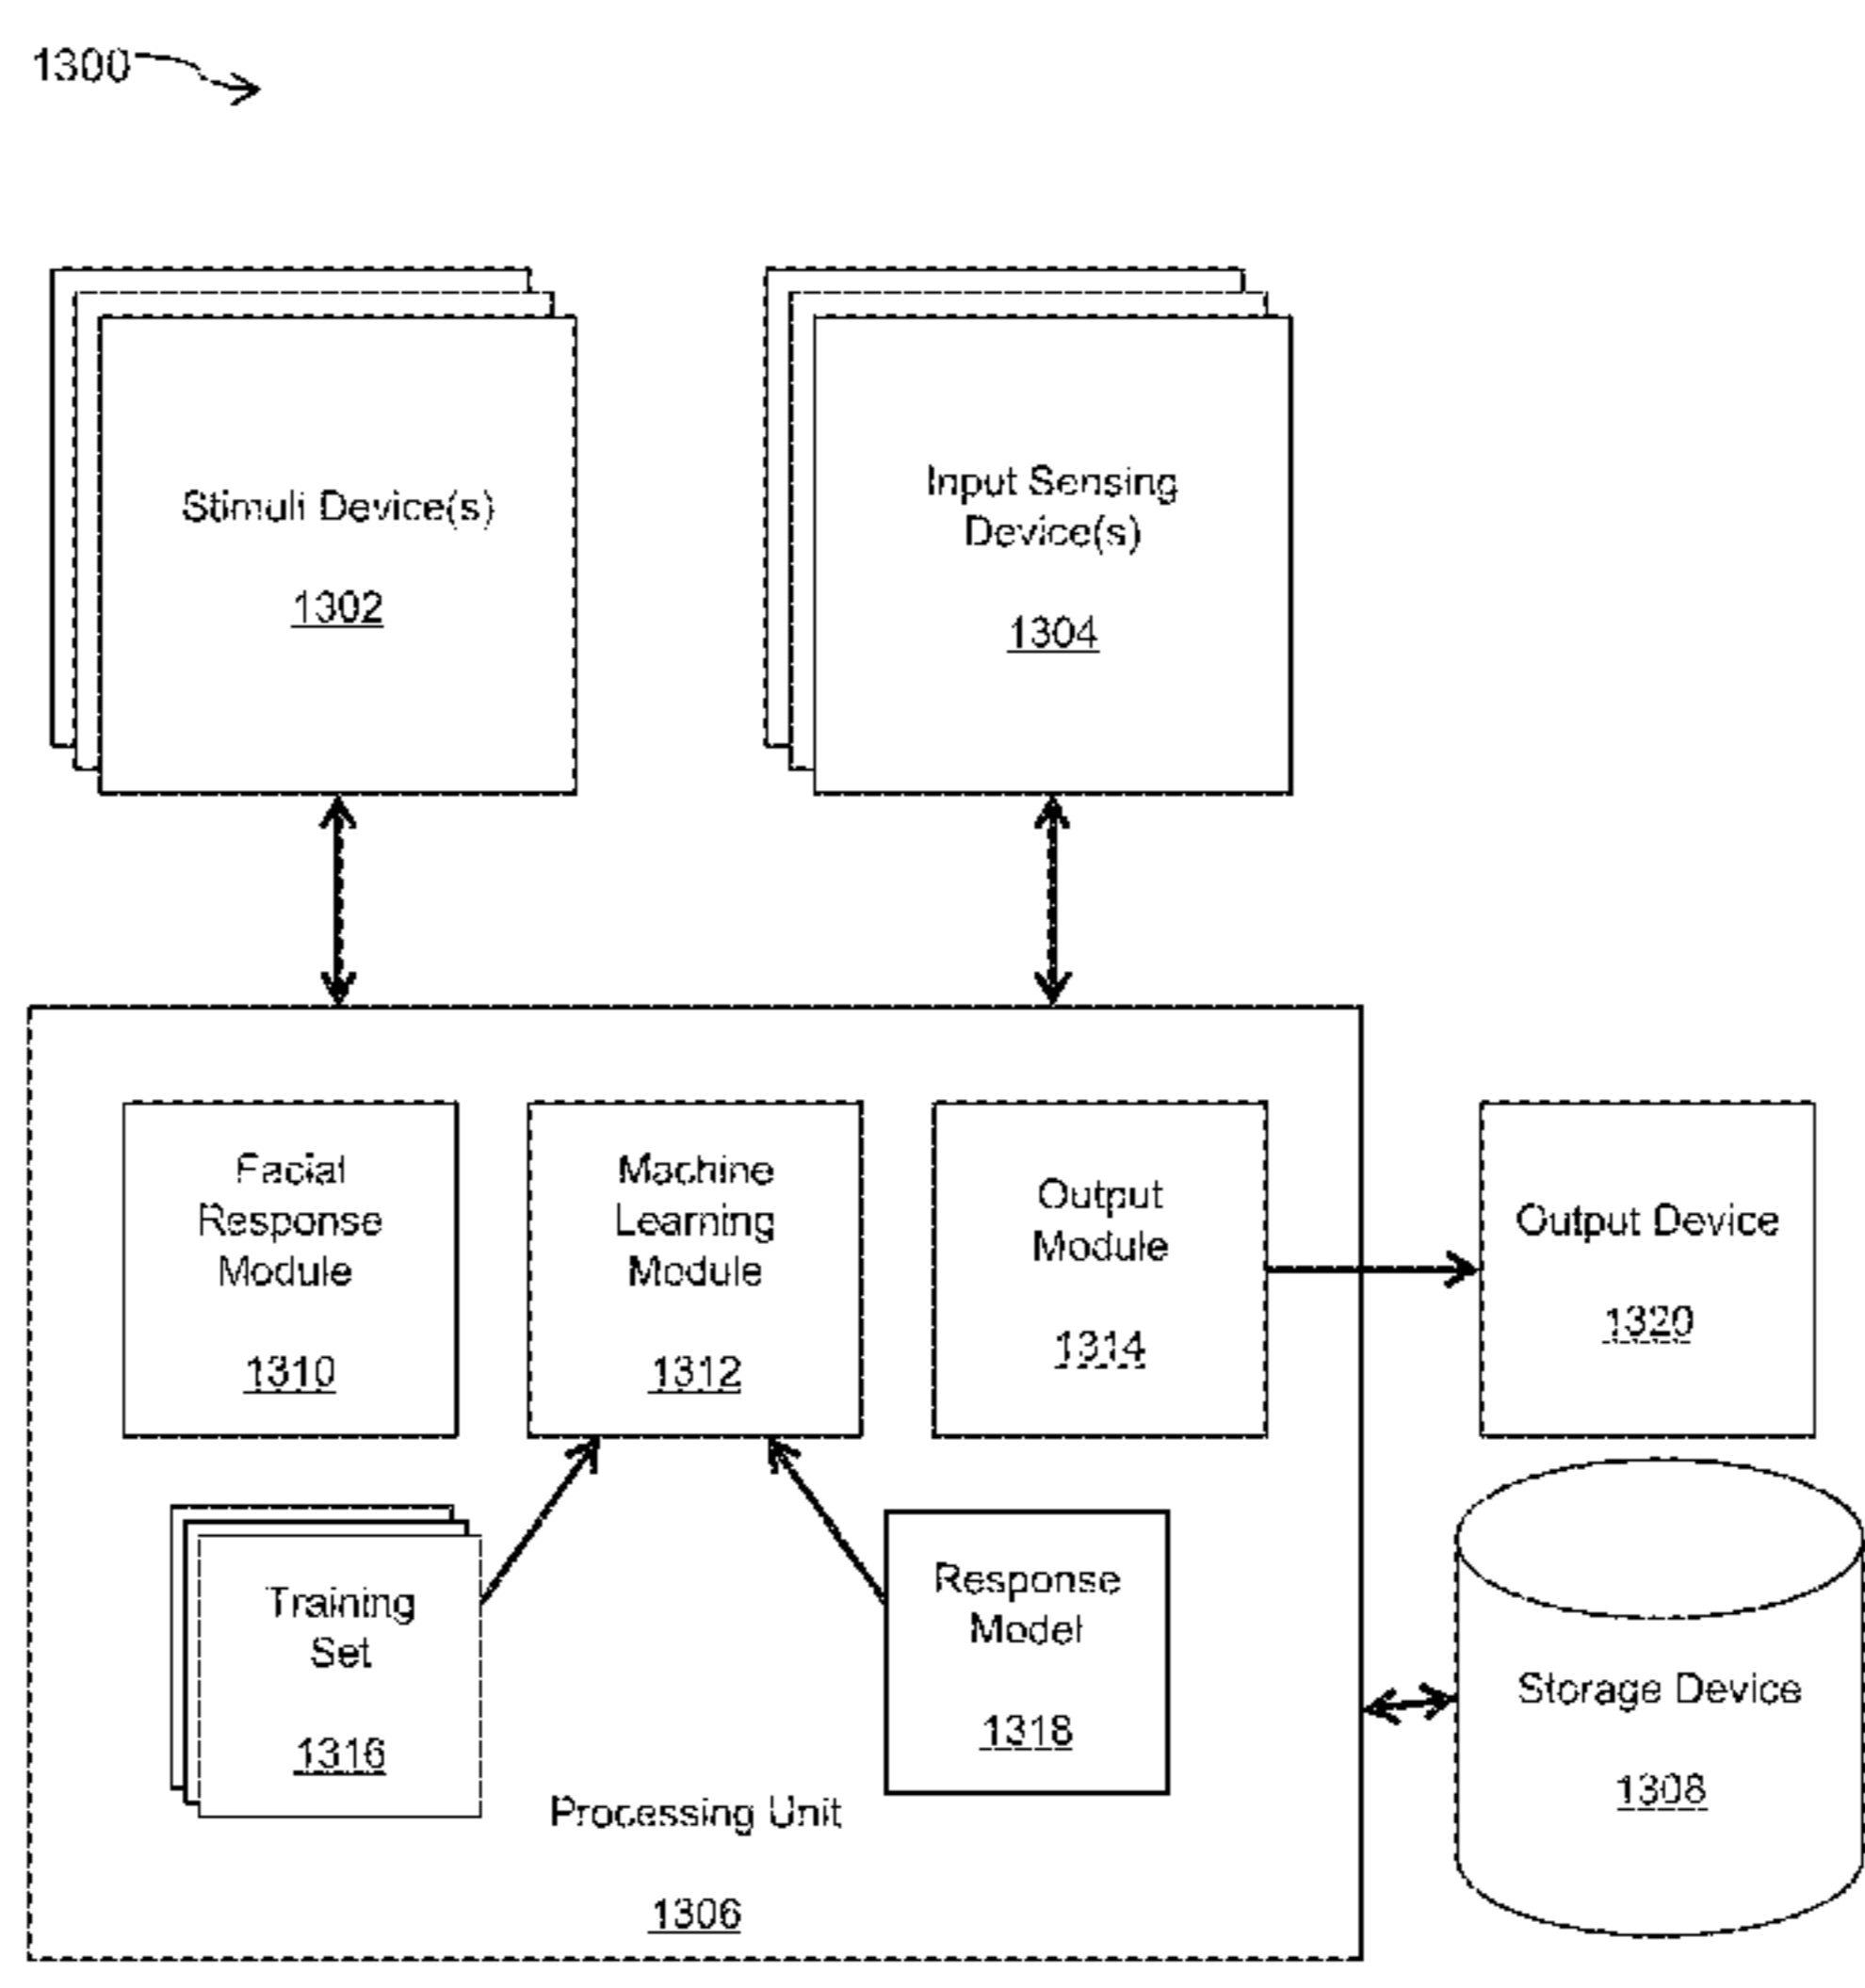 1300
Stimuli Device(s)
1302
Input Sensing
Device(s)
1304
Facial
Response
Module
1310
Machine
Learning
Module
1312
Output
Module
1314
Output Device
1320
Training
Set
1316
Response
Model
1318
Storage Device
1308
Processing Unit
1306